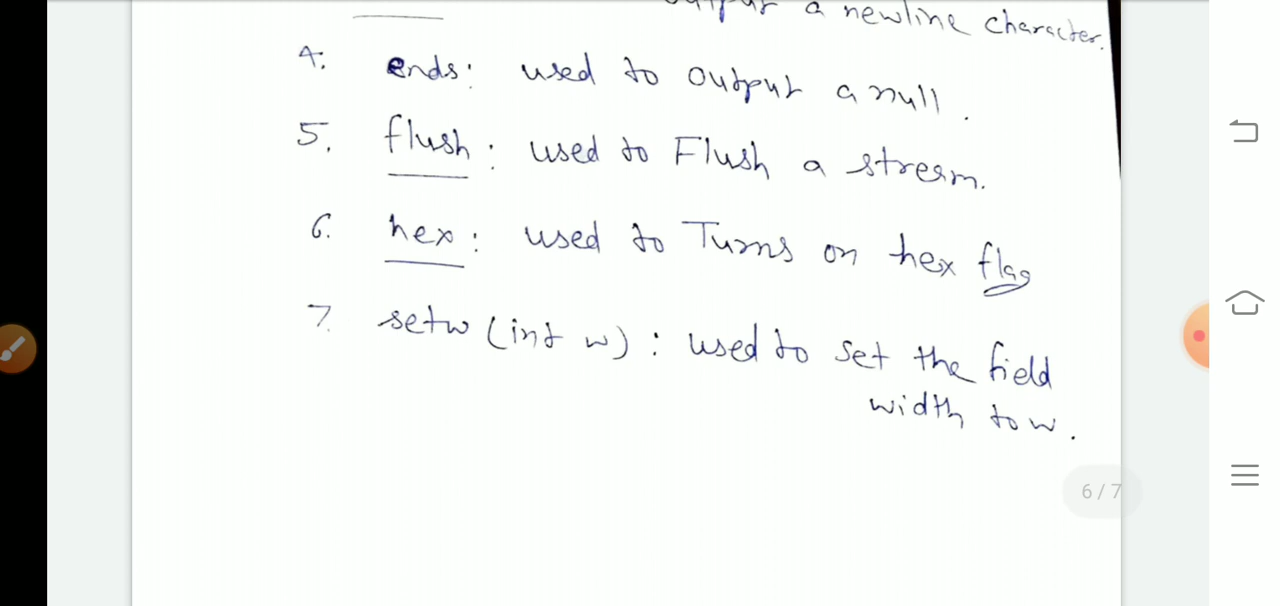 output a newline character.
4. ends: used to output a null.
5. flush: used to Flush a stream.
6. hex: used to Turns on hex flag
7. setw (int w): used to set the field
width to w.
6/7